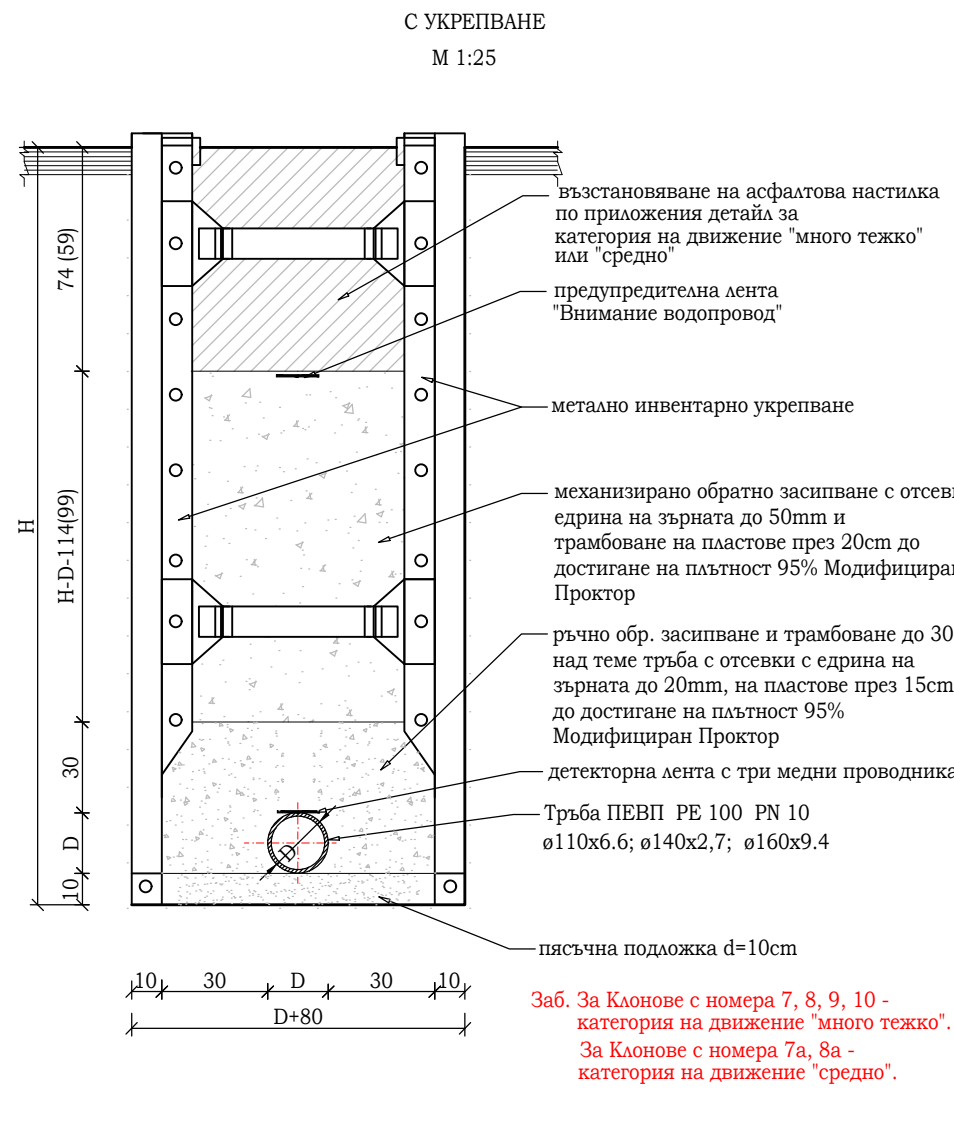 С УКРЕПВАНЕ
М 1:25
възстановяване на асфалтова настилка
по приложения детайл за
категория на движение "много тежко"
или "средно"
предупредителна лента
"Внимание водопровод"
метално инвентарно укрепване
механизирано обратно засипване с отсевк
едрина на зърната до 50mm и
трамбоване на пластове през 20cm до
достигане на плътност 95% Модифициран
Проктор
ръчно обр. засипване и трамбоване до 30
над теме тръба с отсевки с едрина на
зърната до 20mm, на пластове през 15cm
до достигане на плътност 95%
Модифициран Проктор
детекторна лента с три медни проводника
Тръба ПЕВП PE 100 PN 10
ø110x6.6; ø140x2,7; ø160x9.4
пясъчна подложка d=10cm
74 (59)
H-D-114(99)
H
30
D
10
D
10 30 D 30 10
D+80
Заб. За Клонове с номера 7, 8, 9, 10 -
категория на движение "много тежко".
За Клонове с номера 7а, 8а -
категория на движение "средно".